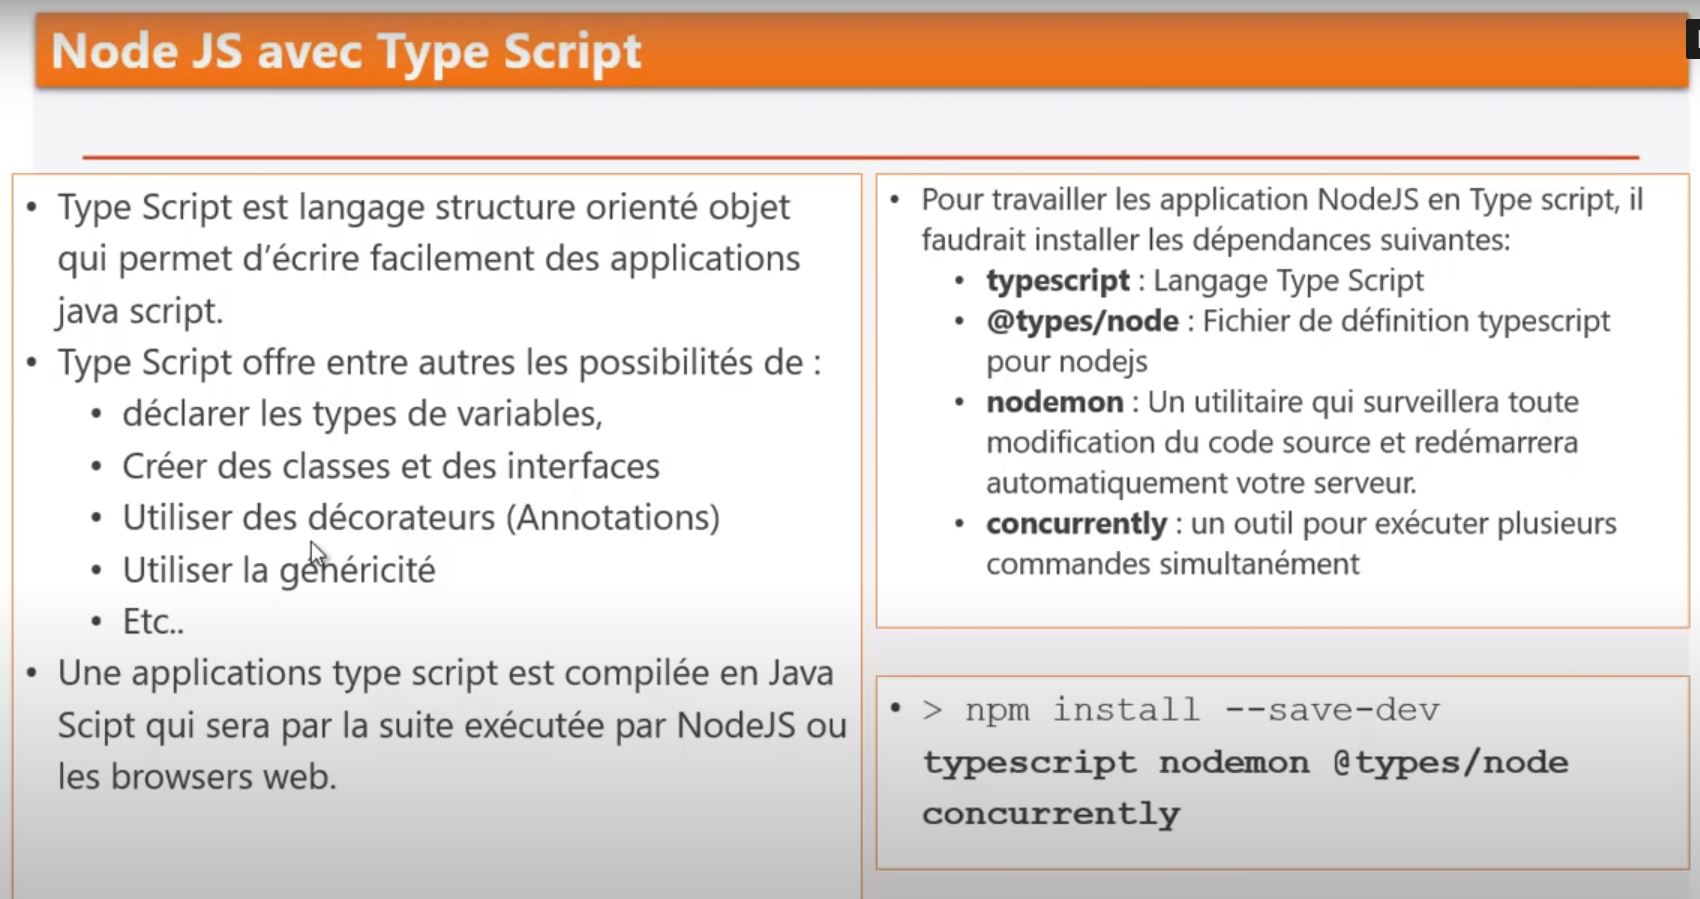 Node JS avec Type Script
• Type Script est langage structure orienté objet
qui permet d'écrire facilement des applications
java script.
• Type Script offre entre autres les possibilités de :
• déclarer les types de variables,
• Créer des classes et des interfaces
• Utiliser des décorateurs (Annotations)
• Utiliser la généricité
• Etc..
• Une applications type script est compilée en Java
Scipt qui sera par la suite exécutée par NodeJS ou
les browsers web.
• Pour travailler les application NodeJS en Type script, il
faudrait installer les dépendances suivantes:
• typescript : Langage Type Script
• @types/node : Fichier de définition typescript
pour nodejs
• nodemon : Un utilitaire qui surveillera toute
modification du code source et redémarrera
automatiquement votre serveur.
• concurrently : un outil pour exécuter plusieurs
commandes simultanément
• > npm install --save-dev
typescript nodemon @types/node
concurrently